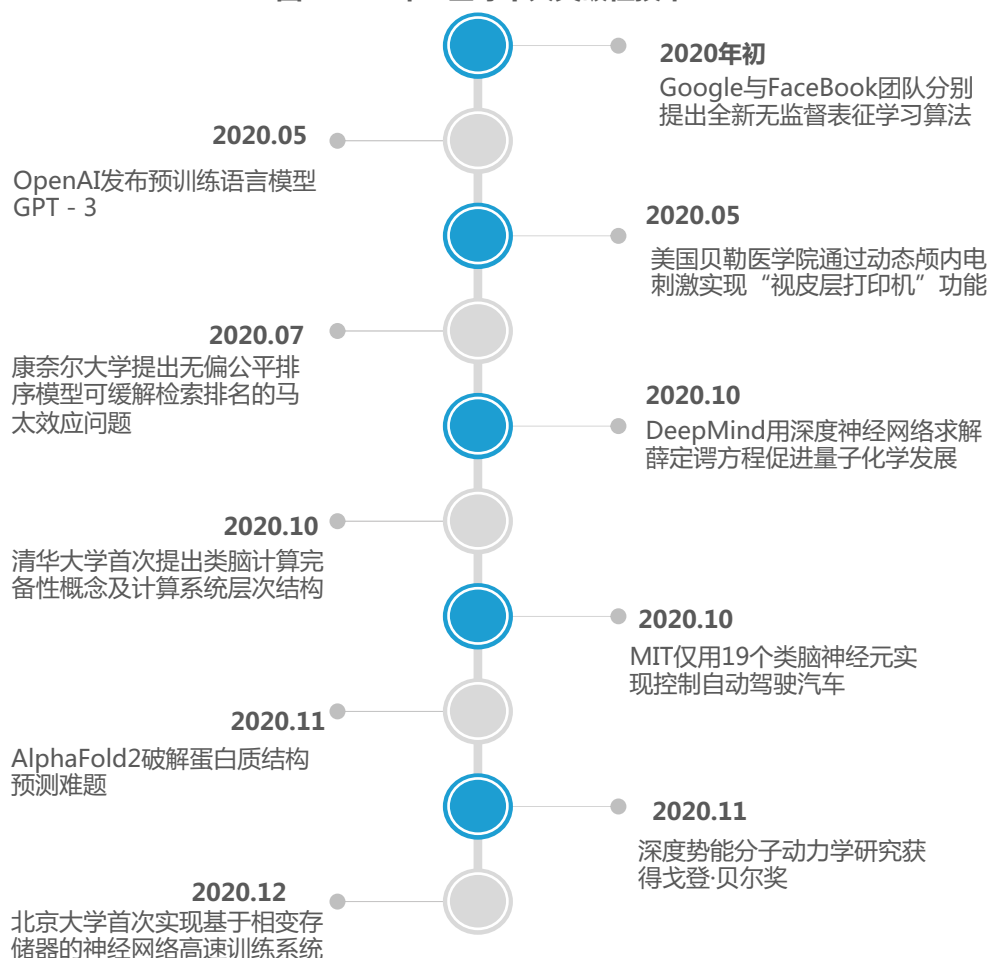 2020年初
Google与FaceBook团队分别
提出全新无监督表征学习算法
2020.05
OpenAI发布预训练语言模型
GPT - 3
2020.05
美国贝勒医学院通过动态颅内电
刺激实现“视皮层打印机”功能
2020.07
康奈尔大学提出无偏公平排
序模型可缓解检索排名的马
太效应问题
2020.10
DeepMind用深度神经网络求解
薛定谔方程促进量子化学发展
2020.10
清华大学首次提出类脑计算完
备性概念及计算系统层次结构
2020.10
MIT仅用19个类脑神经元实
现控制自动驾驶汽车
2020.11
AlphaFold2破解蛋白质结构
预测难题
2020.11
深度势能分子动力学研究获
得戈登·贝尔奖
2020.12
北京大学首次实现基于相变存
储器的神经网络高速训练系统